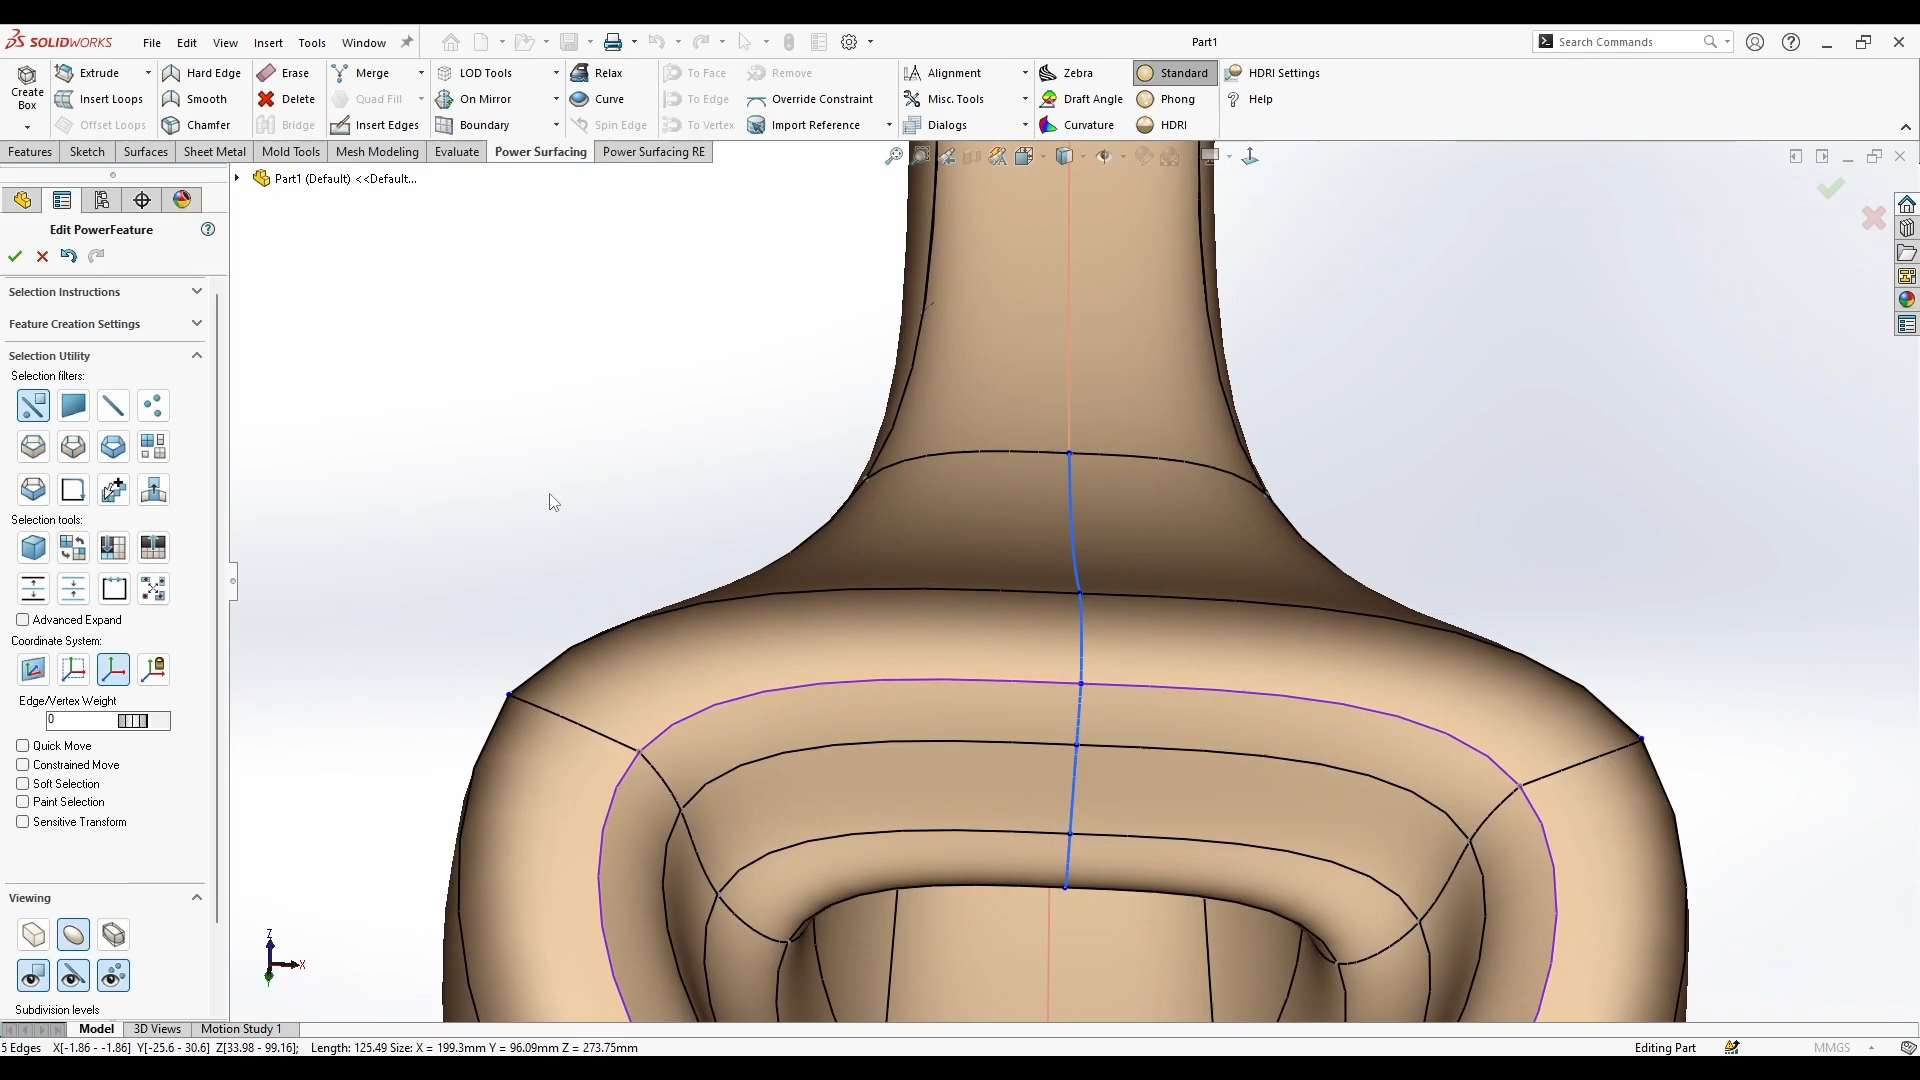 SOLIDWORKS File Edit View Insert Tools Window Part1 Search Commands
Create Box
Extrude Hard Edge Erase Merge LOD Tools Relax To Face Remove Alignment Zebra Standard HDRI Settings
Insert Loops Smooth Delete Quad Fill On Mirror Curve To Edge Override Constraint Misc. Tools Draft Angle Phong Help
Offset Loops Chamfer Bridge Insert Edges Boundary Spin Edge To Vertex Import Reference Dialogs Curvature HDRI
Features Sketch Surfaces Sheet Metal Mold Tools Mesh Modeling Evaluate Power Surfacing Power Surfacing RE
Part1 (Default) <<Default...
Edit PowerFeature
Selection Instructions
Feature Creation Settings
Selection Utility
Selection filters:
Selection tools:
Advanced Expand
Coordinate System:
Edge/Vertex Weight
0
Quick Move
Constrained Move
Soft Selection
Paint Selection
Sensitive Transform
Viewing
Z
X
Subdivision levels
Model 3D Views Motion Study 1
5 Edges X[-1.86 - -1.86] Y[-25.6 - 30.6] Z[33.98 - 99.16]; Length: 125.49 Size: X = 199.3mm Y = 96.09mm Z = 273.75mm Editing Part MMGS